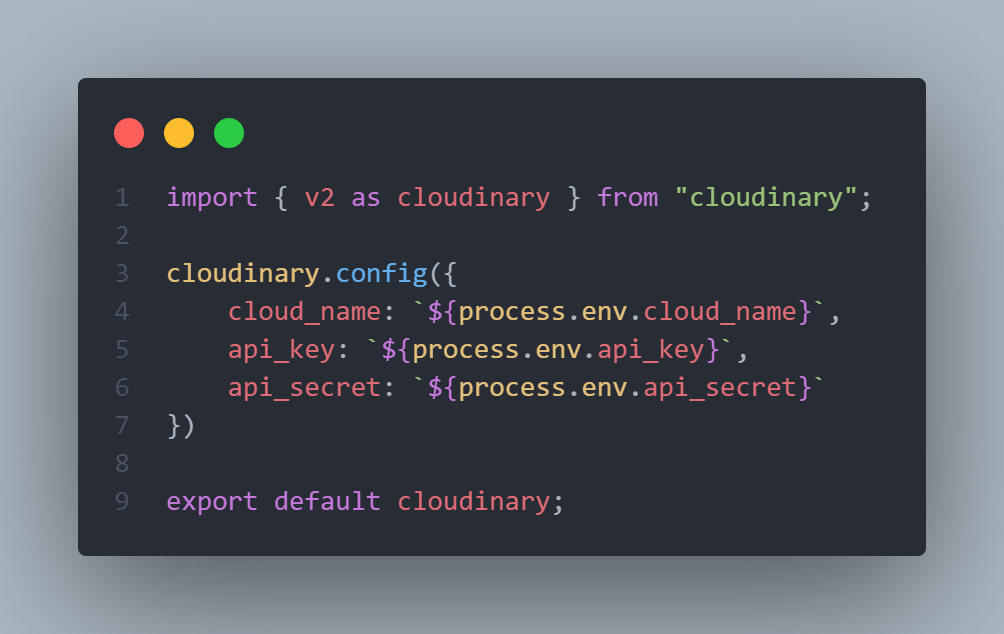 1 import { v2 as cloudinary } from "cloudinary";
2
3 cloudinary.config({
4     cloud_name: `${process.env.cloud_name}`,
5     api_key: `${process.env.api_key}`,
6     api_secret: `${process.env.api_secret}`
7 })
8
9 export default cloudinary;